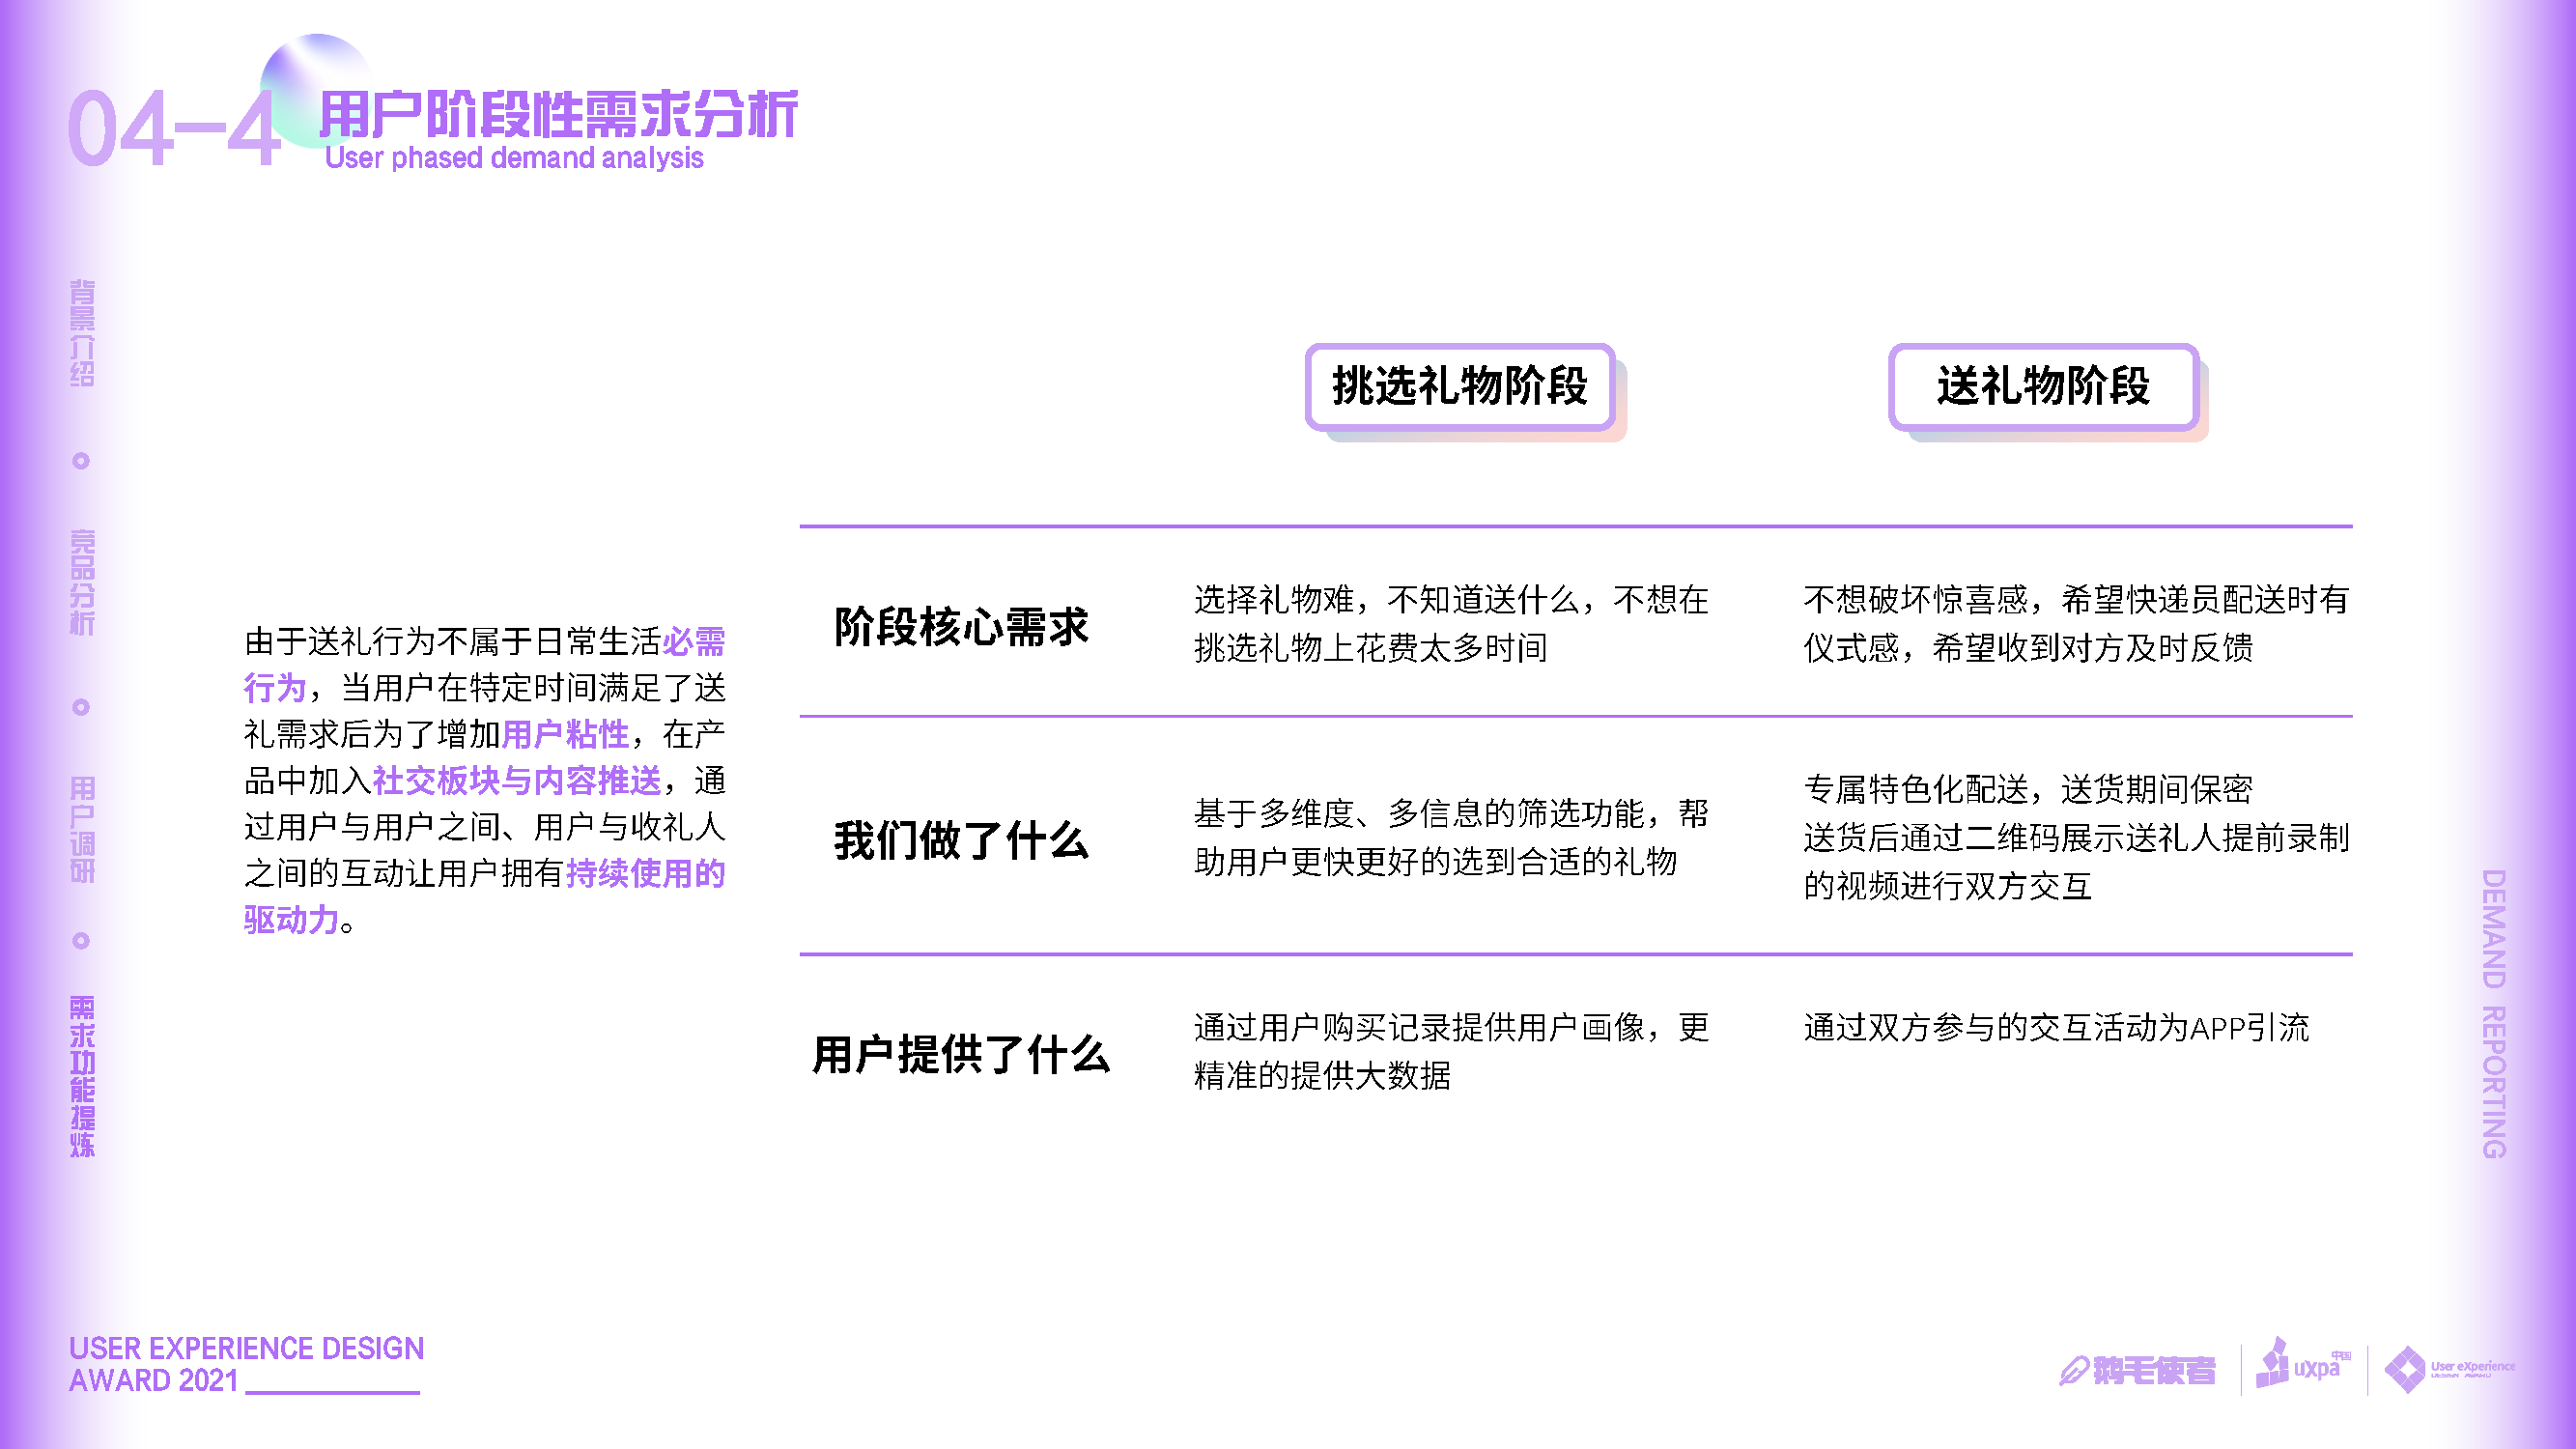 04-4
用户阶段性需求分析
User phased demand analysis
背景介绍
竞品分析
用户调研
需求功能提炼
由于送礼行为不属于日常生活必需
行为，当用户在特定时间满足了送
礼需求后为了增加用户粘性，在产
品中加入社交板块与内容推送，通
过用户与用户之间、用户与收礼人
之间的互动让用户拥有持续使用的
驱动力。
挑选礼物阶段
送礼物阶段
阶段核心需求
选择礼物难，不知道送什么，不想在
挑选礼物上花费太多时间
不想破坏惊喜感，希望快递员配送时有
仪式感，希望收到对方及时反馈
我们做了什么
基于多维度、多信息的筛选功能，帮
助用户更快更好的选到合适的礼物
专属特色化配送，送货期间保密
送货后通过二维码展示送礼人提前录制
的视频进行双方交互
用户提供了什么
通过用户购买记录提供用户画像，更
精准的提供大数据
通过双方参与的交互活动为APP引流
DEMAND REPORTING
USER EXPERIENCE DESIGN
AWARD 2021
鹅毛使者
uxpa中国
User eXperience